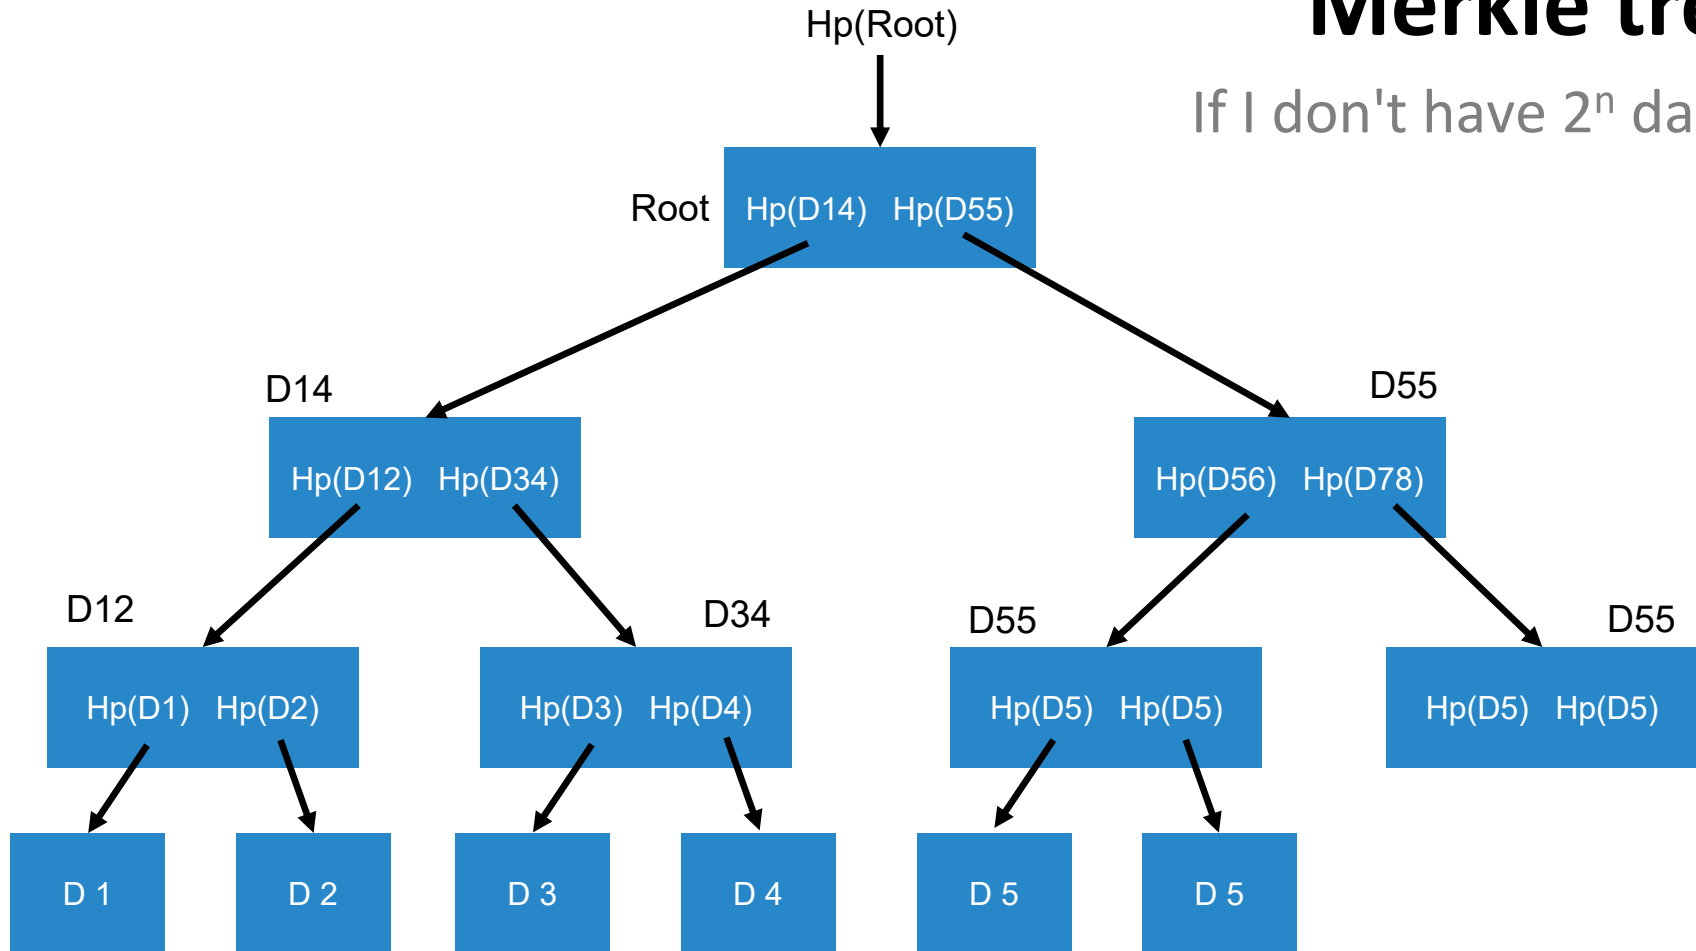 Hp(Root)
Merkle tre
If I don't have 2ⁿ da
Root
Hp(D14) Hp(D55)
D14
D55
Hp(D12) Hp(D34)
Hp(D56) Hp(D78)
D12
D34
D55
D55
Hp(D1) Hp(D2)
Hp(D3) Hp(D4)
Hp(D5) Hp(D5)
Hp(D5) Hp(D5)
D 1
D 2
D 3
D 4
D 5
D 5